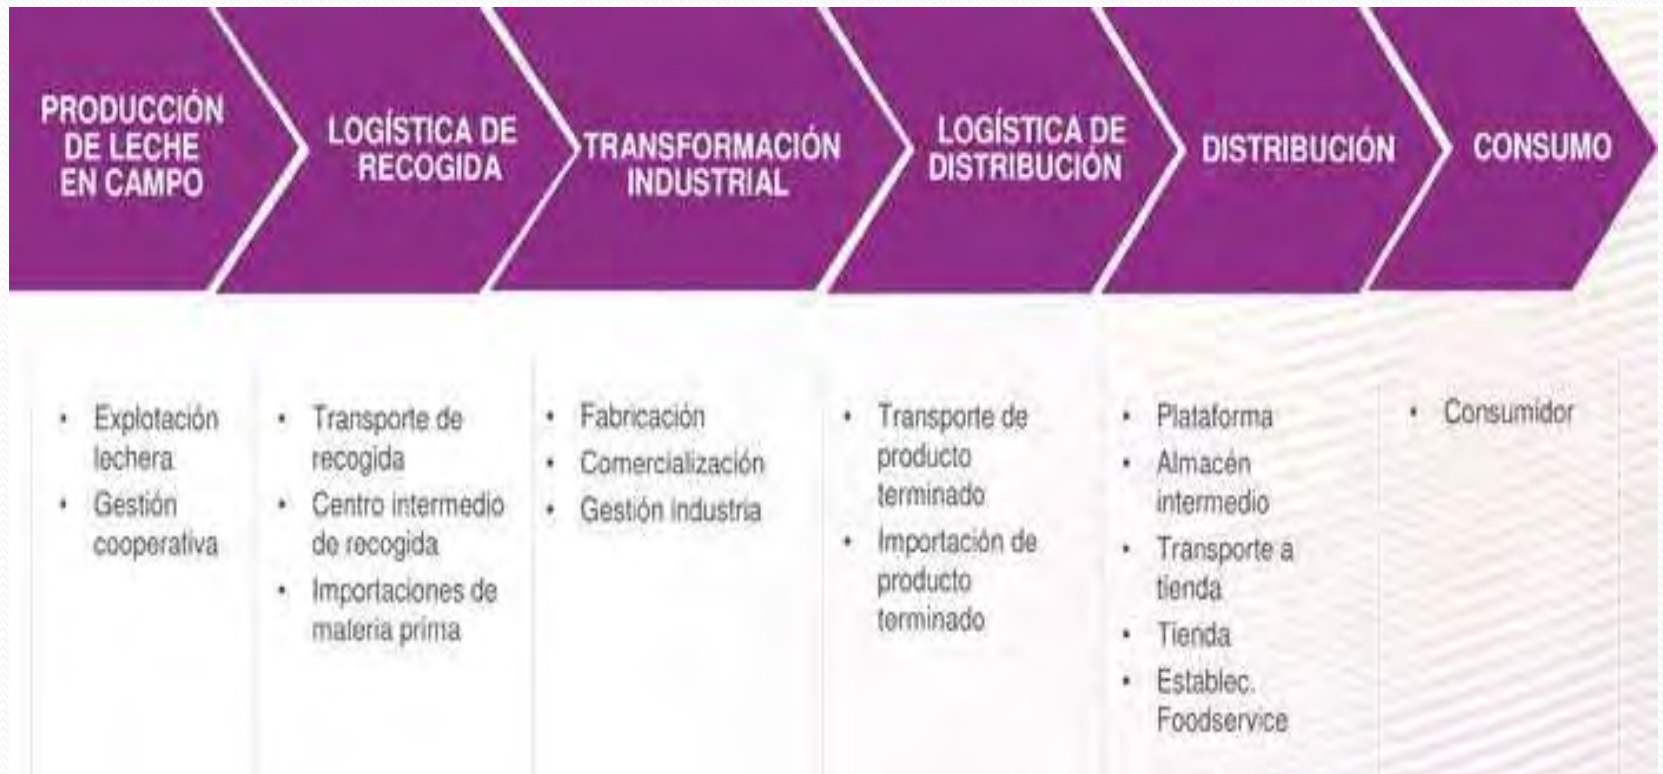 PRODUCCIÓN
DE LECHE
EN CAMPO
LOGÍSTICA DE
RECOGIDA
TRANSFORMACIÓN
INDUSTRIAL
LOGÍSTICA DE
DISTRIBUCIÓN
DISTRIBUCIÓN
CONSUMO
• Explotación
lechera
• Gestión
cooperativa
• Transporte de
recogida
• Centro intermedio
de recogida
• Importaciones de
materia prima
• Fabricación
• Comercialización
• Gestión industria
• Transporte de
producto
terminado
• Importación de
producto
terminado
• Plataforma
• Almacén
intermedio
• Transporte a
tienda
• Tienda
• Establec.
Foodservice
• Consumidor